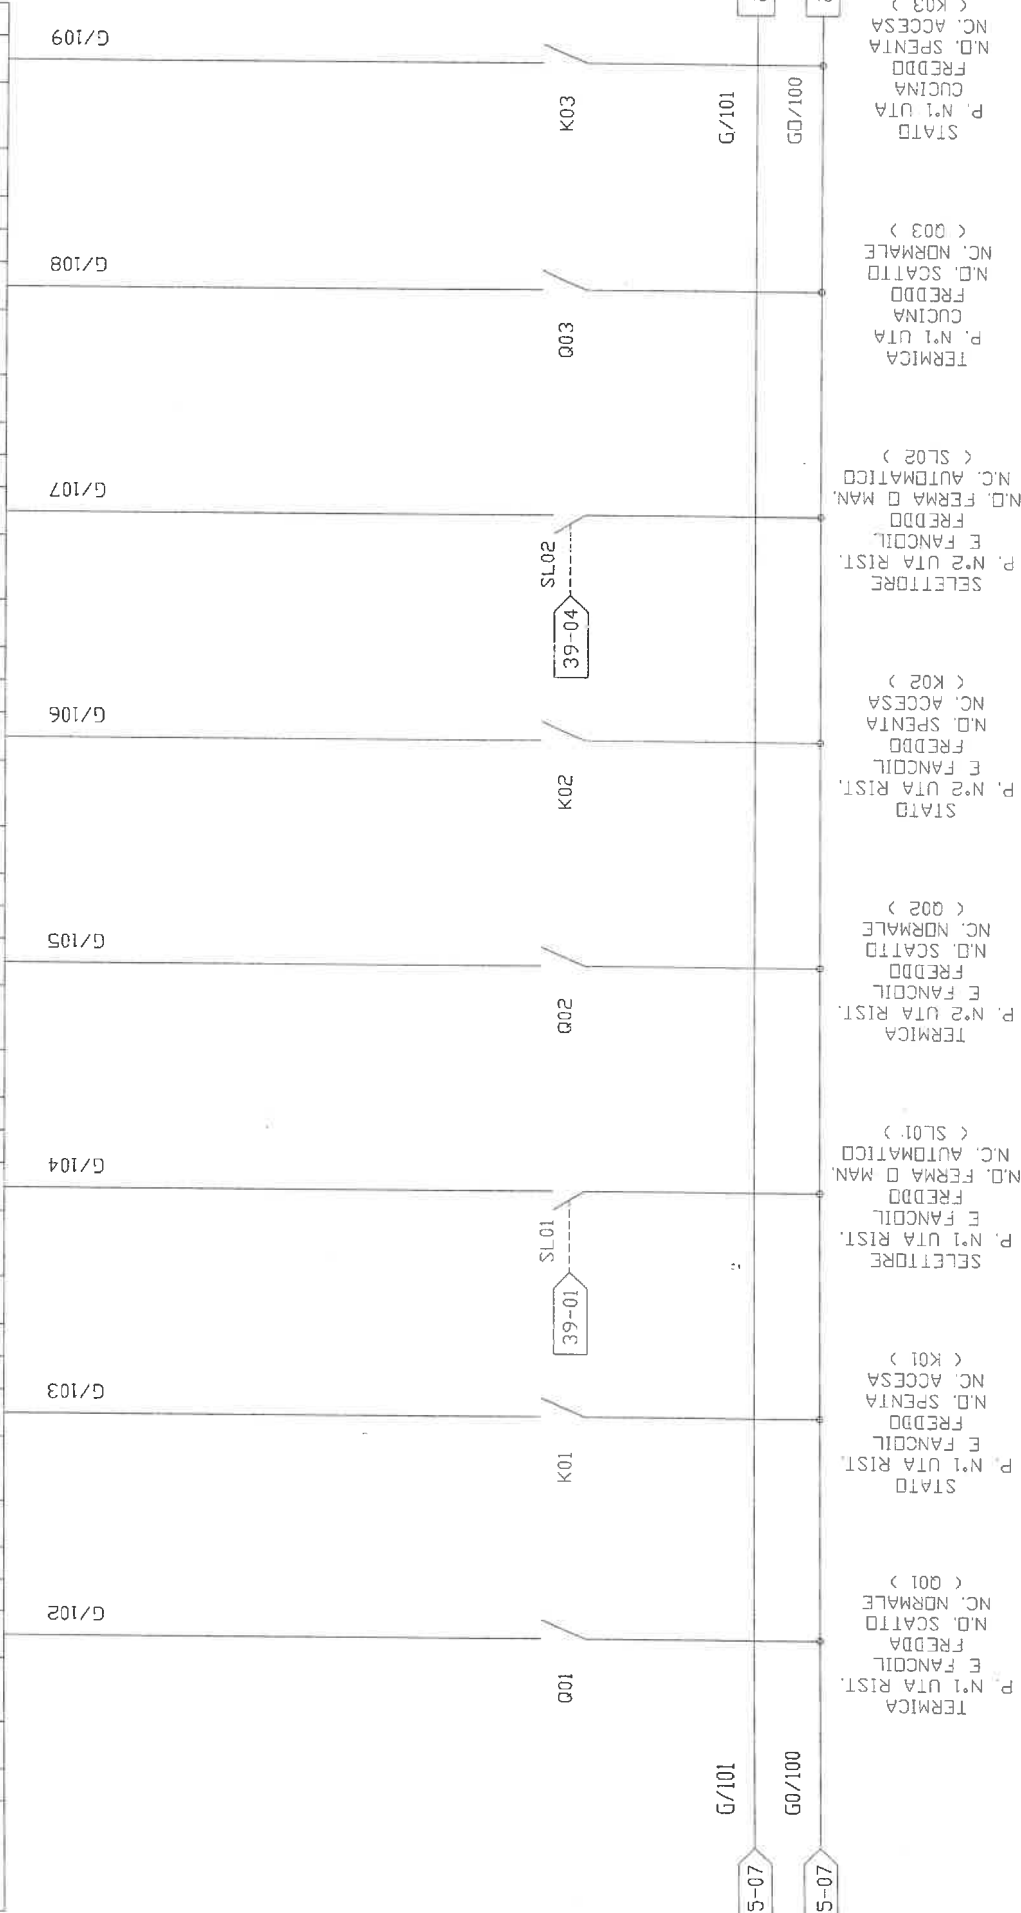 G/102
G/103
G/104
G/105
G/106
G/107
G/108
G/109
Q01
K01
SL01
39-01
Q02
K02
SL02
39-04
Q03
K03
G/101
G0/100
G/101
G0/100
5-07
5-07
TERMICA
P. N°1 UTA RIST.
E FANCOIL
FREDDA
N.O. SCATTO
NC. NORMALE
( Q01 )
STATO
P. N°1 UTA RIST.
E FANCOIL
FREDDO
N.O. SPENTA
NC. ACCESA
( K01 )
SELETTORE
P. N°1 UTA RIST.
E FANCOIL
FREDDO
N.O. FERMA O MAN.
N.C. AUTOMATICO
( SL01 )
TERMICA
P. N°2 UTA RIST.
E FANCOIL
FREDDO
N.O. SCATTO
NC. NORMALE
( Q02 )
STATO
P. N°2 UTA RIST.
E FANCOIL
FREDDO
N.O. SPENTA
NC. ACCESA
( K02 )
SELETTORE
P. N°2 UTA RIST.
E FANCOIL
FREDDO
N.O. FERMA O MAN.
N.C. AUTOMATICO
( SL02 )
TERMICA
P. N°1 UTA
CUCINA
FREDDO
N.O. SCATTO
NC. NORMALE
( Q03 )
STATO
P. N°1 UTA
CUCINA
FREDDO
N.O. SPENTA
NC. ACCESA
( K03 )